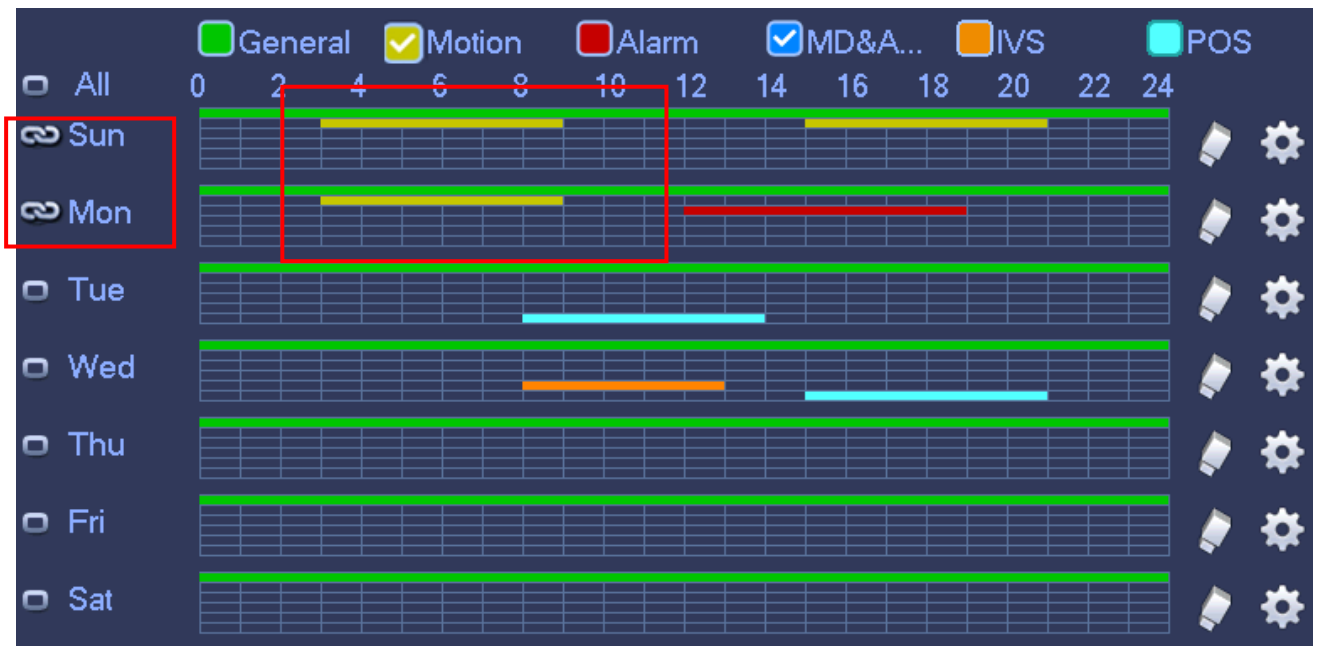 General Motion Alarm MD&A... IVS POS
All 0 2 4 6 8 10 12 14 16 18 20 22 24
Sun
Mon
Tue
Wed
Thu
Fri
Sat